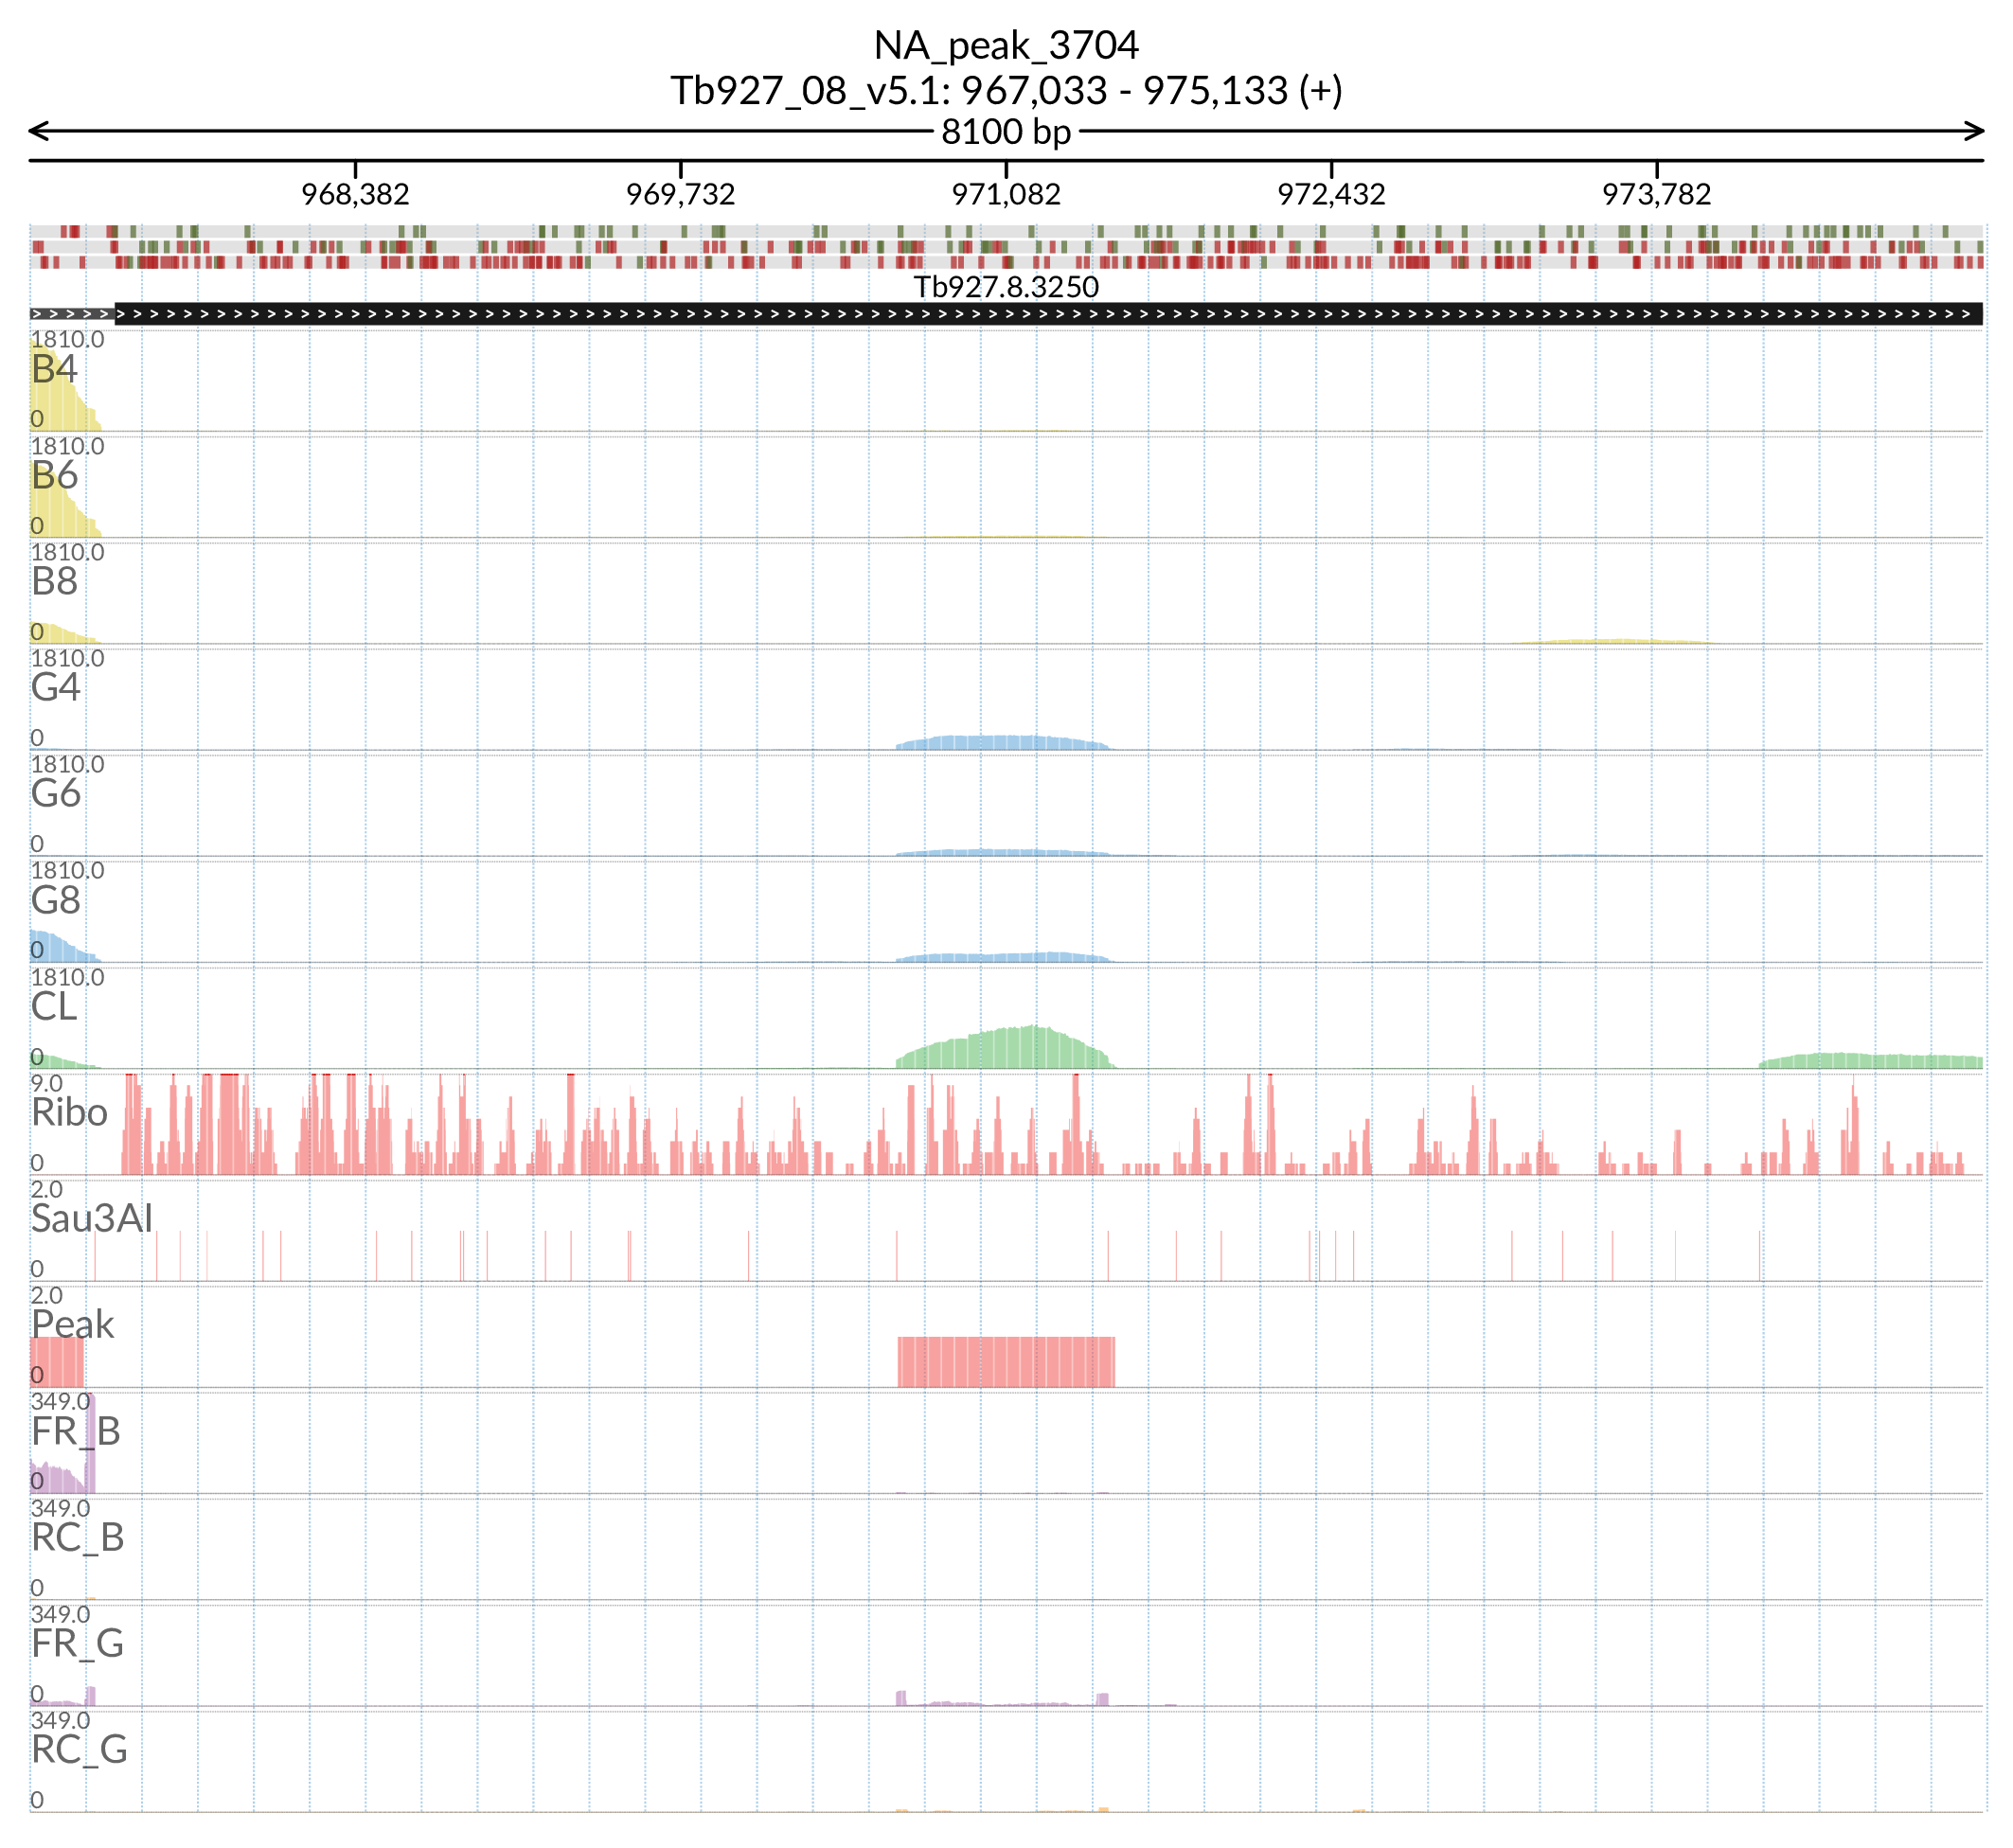 NA_peak_3704
Tb927_08_v5.1: 967,033 - 975,133 (+)
8100 bp
968,382 969,732 971,082 972,432 973,782
Tb927.8.3250
1810.0
B4
0
1810.0
B6
0
1810.0
B8
0
1810.0
G4
0
1810.0
G6
0
1810.0
G8
0
1810.0
CL
0
9.0
Ribo
0
2.0
Sau3AI
0
2.0
Peak
0
349.0
FR_B
0
349.0
RC_B
0
349.0
FR_G
0
349.0
RC_G
0